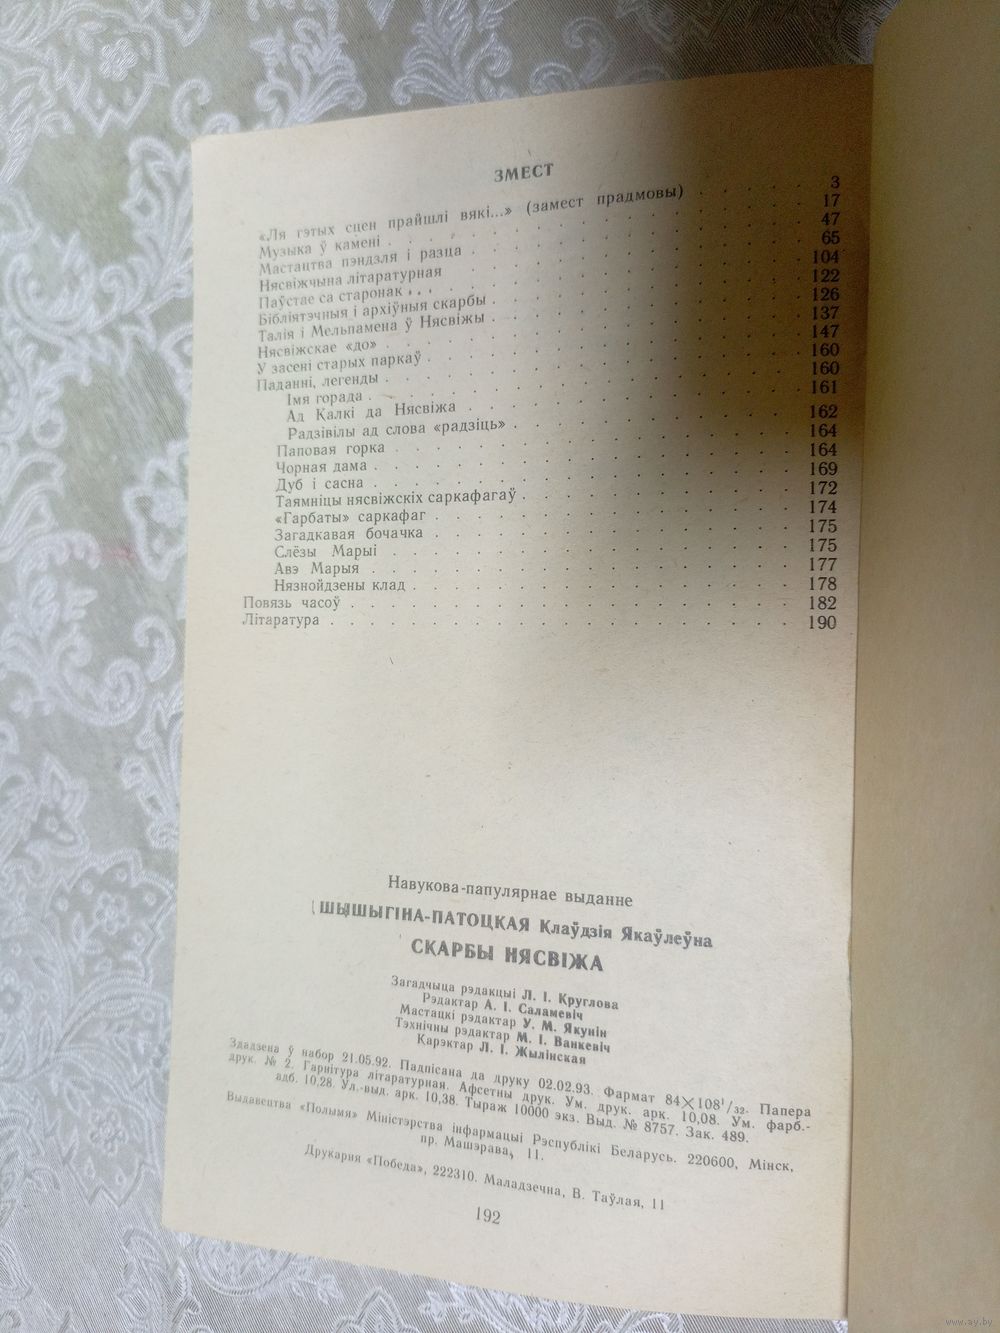 ЗМЕСТ
«Ля гэтых сцен прайшлі вякі...» (замест прадмовы) . . . . . . 3
Музыка ў камені . . . . . . 17
Мастацтва пэндзля і разца . . . . . . 47
Нясвіжчына літаратурная . . . . . . 65
Паўстае са старонак . . . . . . 104
Бібліятэчныя і архіўныя скарбы . . . . . . 122
Талія і Мельпамена ў Нясвіжы . . . . . . 126
Нясвіжскае «до» . . . . . . 137
У засені старых паркаў . . . . . . 147
Паданні, легенды . . . . . . 160
Імя горада . . . . . . 160
Ад Калкі да Нясвіжа . . . . . . 161
Радзівілы ад слова «радзіць» . . . . . . 162
Паповая горка . . . . . . 164
Чорная дама . . . . . . 164
Дуб і сасна . . . . . . 169
Таямніцы нясвіжскіх саркафагаў . . . . . . 172
«Гарбаты» саркафаг . . . . . . 174
Загадкавая бочачка . . . . . . 175
Слёзы Марыі . . . . . . 175
Авэ Марыя . . . . . . 177
Нязнойдзены клад . . . . . . 178
Повязь часоў . . . . . . 182
Літаратура . . . . . . 190
Навукова-папулярнае выданне
ШЫШЫГІНА-ПАТОЦКАЯ Клаўдзія Якаўлеўна
СКАРБЫ НЯСВІЖА
Загадчыца рэдакцыі Л. І. Круглова
Рэдактар А. І. Саламевіч
Мастацкі рэдактар У. М. Якунін
Тэхнічны рэдактар М. І. Ванкевіч
Карэктар Л. І. Жылінская
Здадзена ў набор 21.05.92. Падпісана да друку 02.02.93. Фармат 84×108¹/₃₂. Папера
друк. № 2. Гарнітура літаратурная. Афсетны друк. Ум. друк. арк. 10,08. Ум. фарб.-
адб. 10,28. Ул.-выд. арк. 10,38. Тыраж 10000 экз. Выд. № 8757. Зак. 489.
Выдавецтва «Полымя» Міністэрства інфармацыі Рэспублікі Беларусь. 220600, Мінск,
пр. Машэрава, 11.
Друкарня «Победа», 222310. Маладзечна, В. Таўлая, 11
192
www.ay.by